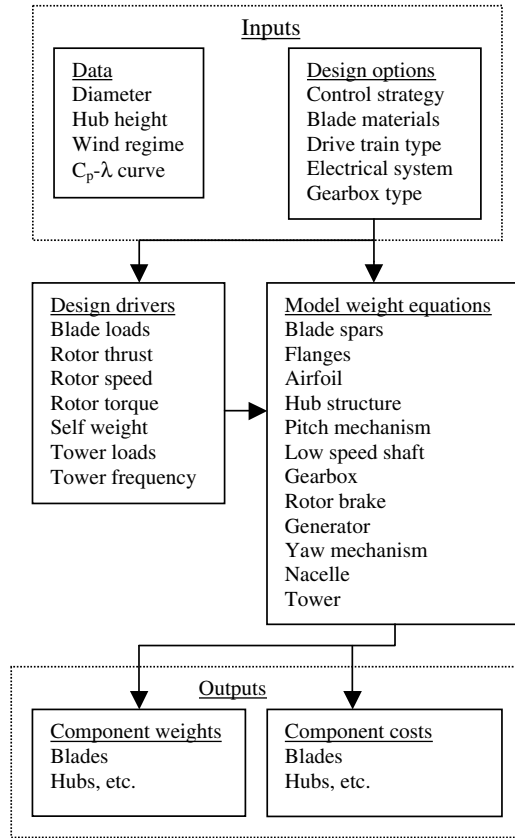 Inputs
Data
Diameter
Hub height
Wind regime
Cp-λ curve
Design options
Control strategy
Blade materials
Drive train type
Electrical system
Gearbox type
Design drivers
Blade loads
Rotor thrust
Rotor speed
Rotor torque
Self weight
Tower loads
Tower frequency
Model weight equations
Blade spars
Flanges
Airfoil
Hub structure
Pitch mechanism
Low speed shaft
Gearbox
Rotor brake
Generator
Yaw mechanism
Nacelle
Tower
Outputs
Component weights
Blades
Hubs, etc.
Component costs
Blades
Hubs, etc.